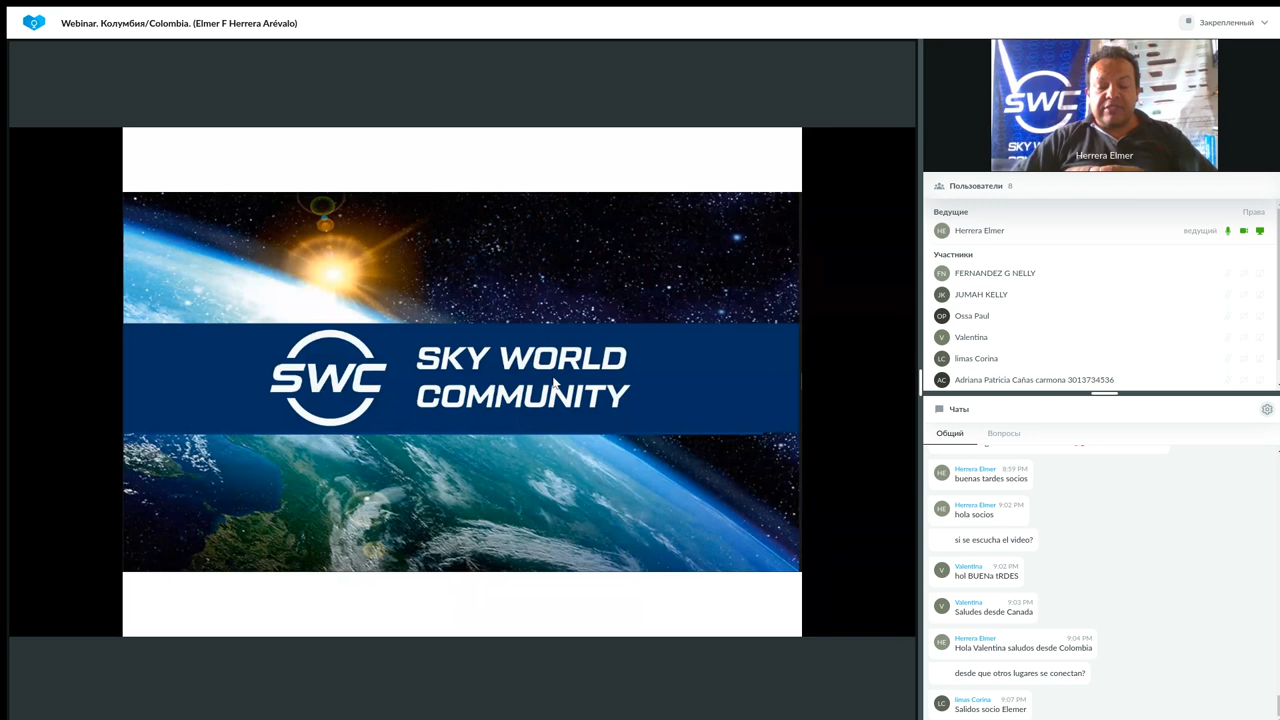 Webinar. Колумбия/Colombia. (Elmer F Herrera Arévalo)
Закрепленный
SWC
SKY WORLD
COMMUNITY
SWC
SKY W
Herrera Elmer
Пользователи 8
Ведущие
Права
HE Herrera Elmer ведущий
Участники
FN FERNANDEZ G NELLY
JK JUMAH KELLY
OP Ossa Paul
V Valentina
LC limas Corina
AC Adriana Patricia Cañas carmona 3013734536
Чаты
Общий Вопросы
HE Herrera Elmer 8:59 PM
buenas tardes socios
HE Herrera Elmer 9:02 PM
hola socios
si se escucha el video?
V Valentina 9:02 PM
hol BUENa tRDES
V Valentina 9:03 PM
Saludes desde Canada
HE Herrera Elmer 9:04 PM
Hola Valentina saludos desde Colombia
desde que otros lugares se conectan?
LC limas Corina 9:07 PM
Salidos socio Elemer